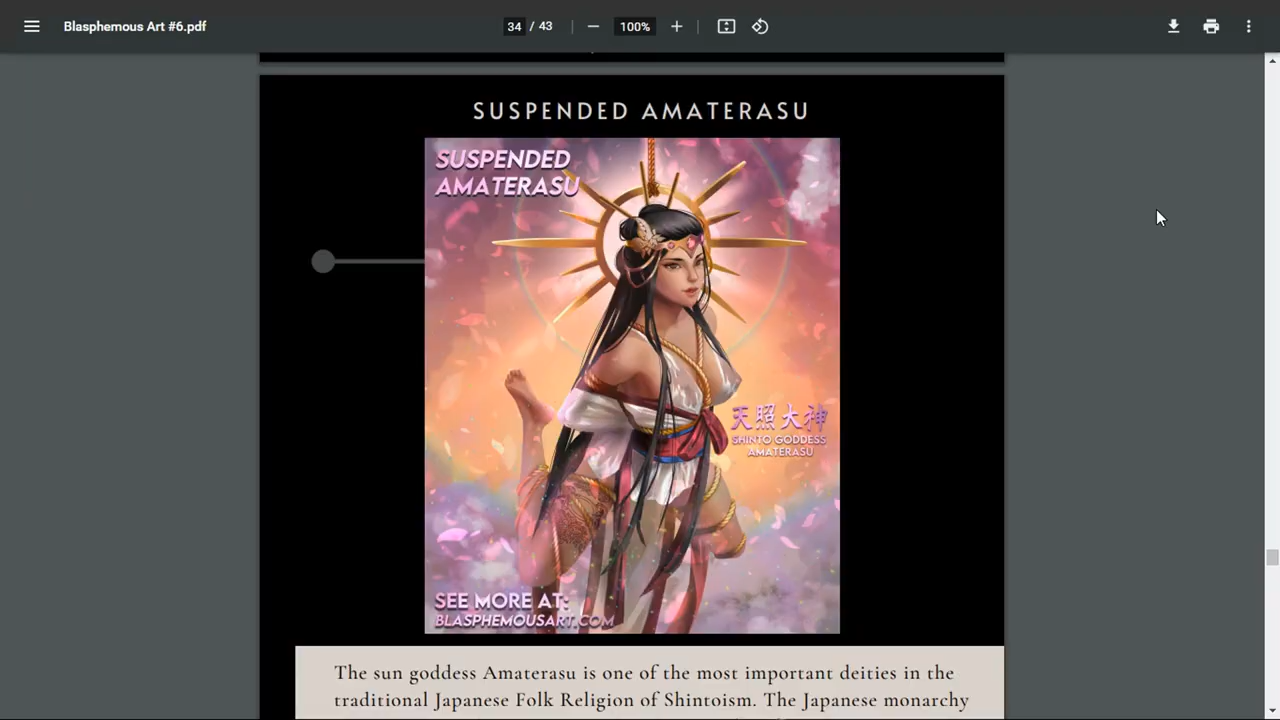 Blasphemous Art #6.pdf
34 / 43
100%
SUSPENDED AMATERASU
SUSPENDED
AMATERASU
天照大神
SHINTO GODDESS
AMATERASU
SEE MORE AT:
BLASPHEMOUSART.COM
The sun goddess Amaterasu is one of the most important deities in the
traditional Japanese Folk Religion of Shintoism. The Japanese monarchy